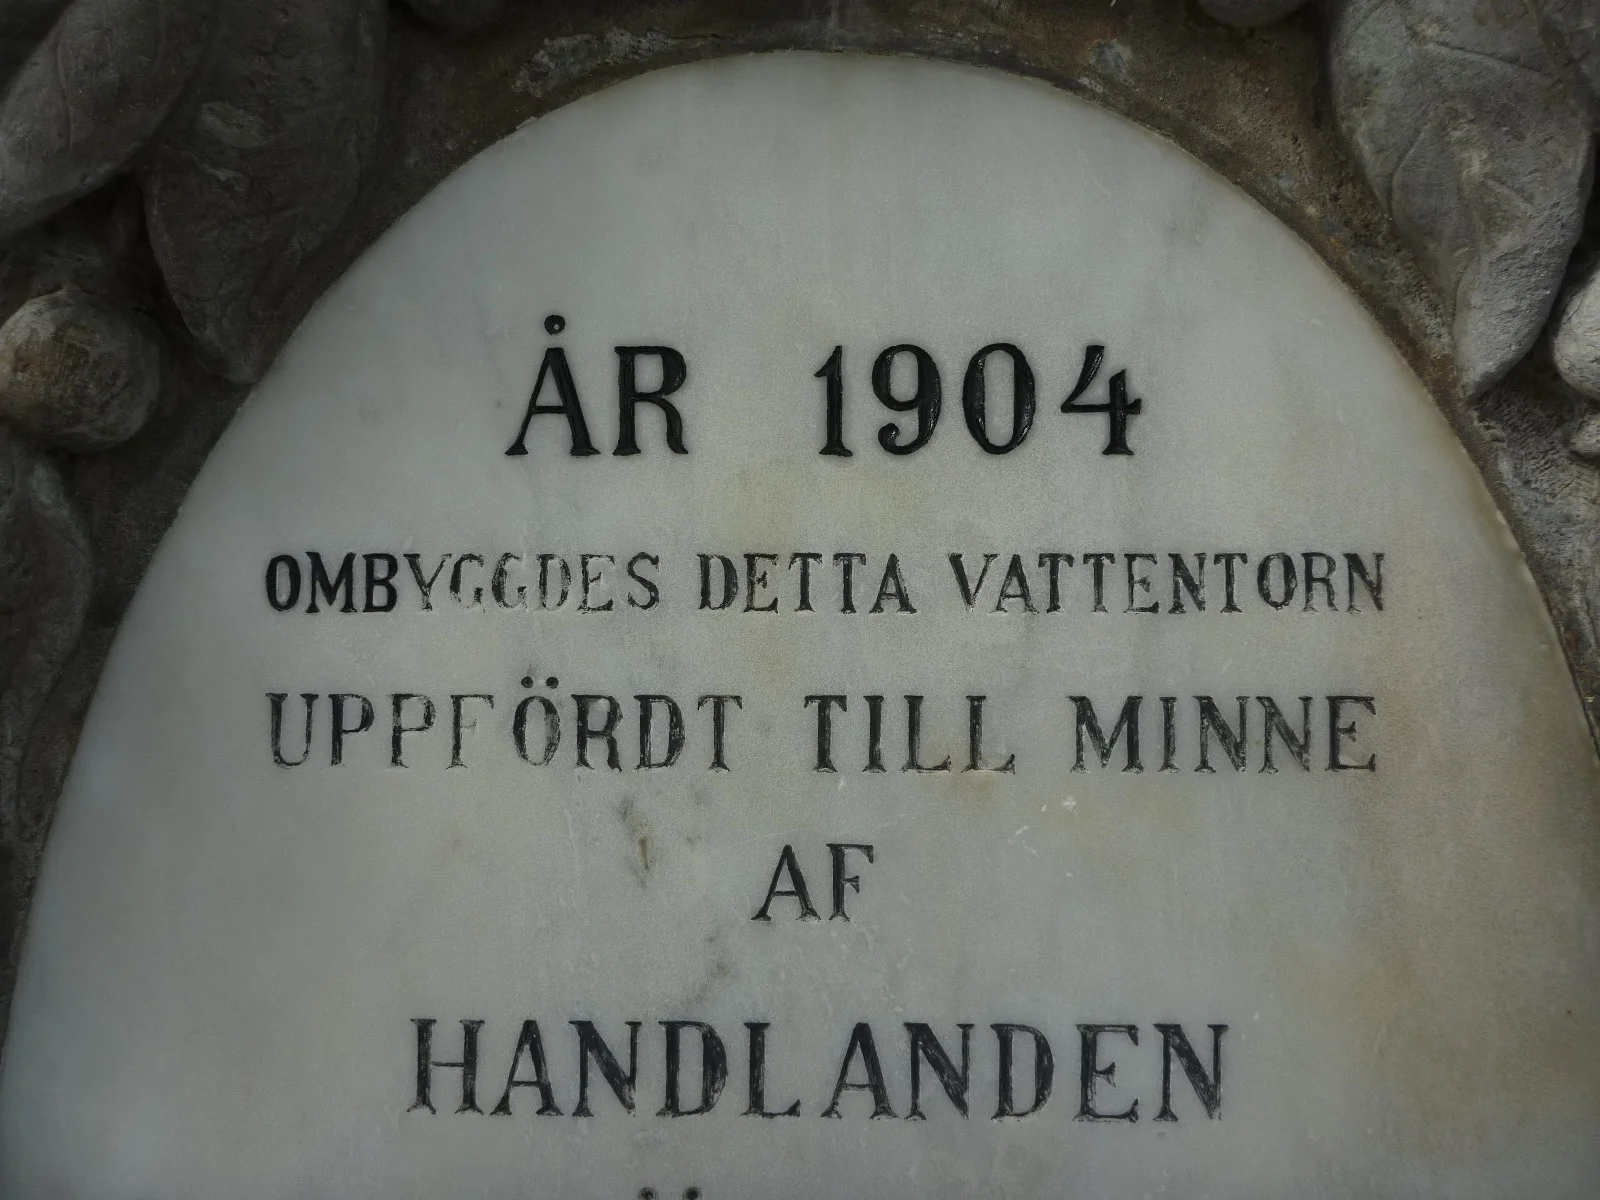 ÅR 1904
OMBYGGDES DETTA VATTENTORN
UPPFÖRDT TILL MINNE
AF
HANDLANDEN